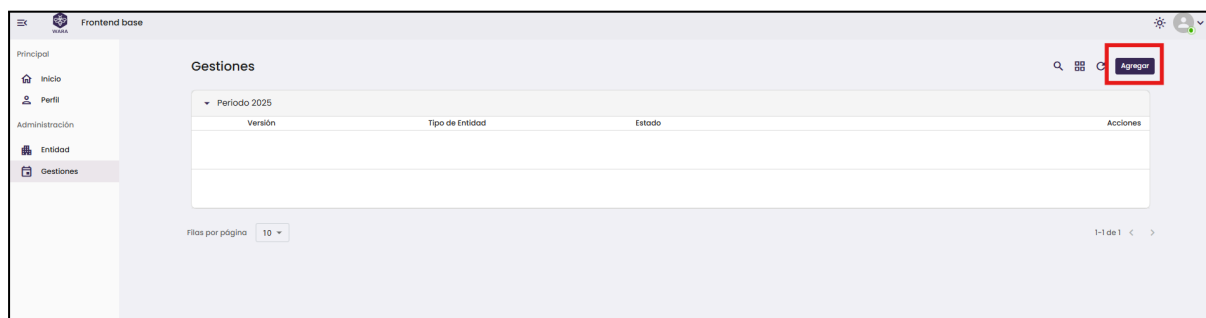 WARA
Frontend base
Principal
Inicio
Perfil
Administración
Entidad
Gestiones
Gestiones
Agregar
Periodo 2025
Versión Tipo de Entidad Estado Acciones
Filas por página 10
1-1 de 1